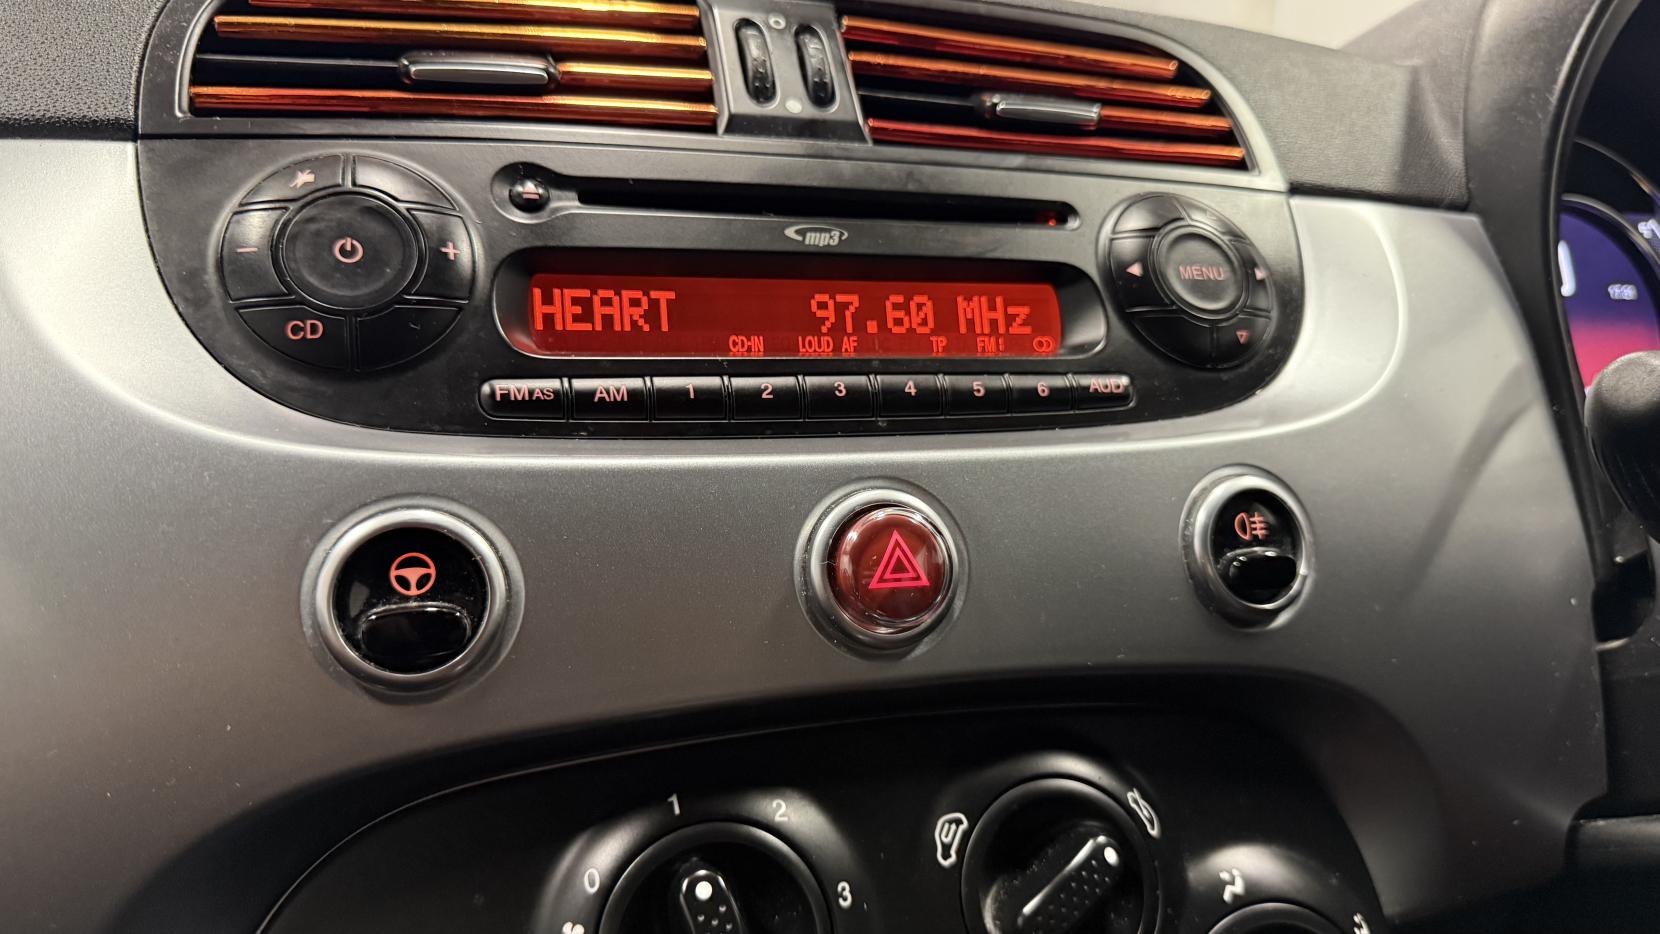 mp3
MENU
HEART 97.60 MHz
CD-IN LOUD AF TP FM
CD
FM AS AM 1 2 3 4 5 6 AUD
1 2
0 3